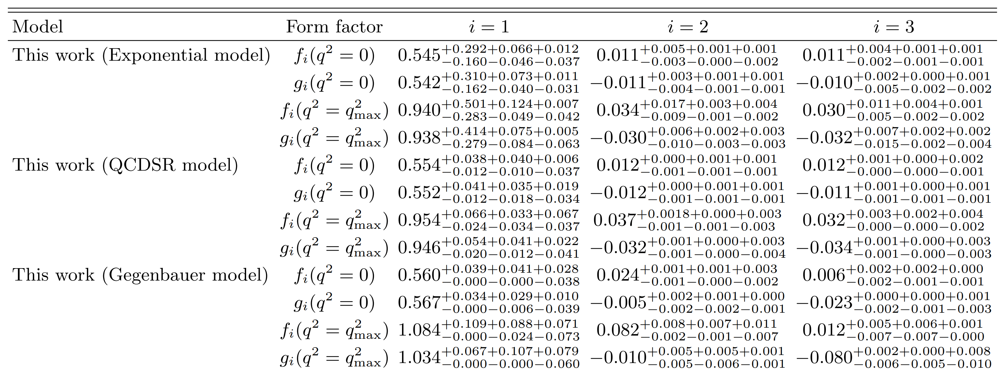 Model Form factor i = 1 i = 2 i = 3
This work (Exponential model) f_i(q^2 = 0) 0.545^{+0.292+0.066+0.012}_{−0.160−0.046−0.037} 0.011^{+0.005+0.001+0.001}_{−0.003−0.000−0.002} 0.011^{+0.004+0.001+0.001}_{−0.002−0.001−0.001}
g_i(q^2 = 0) 0.542^{+0.310+0.073+0.011}_{−0.162−0.040−0.031} −0.011^{+0.003+0.001+0.001}_{−0.004−0.001−0.001} −0.010^{+0.002+0.000+0.001}_{−0.005−0.002−0.002}
f_i(q^2 = q^2_{max}) 0.940^{+0.501+0.124+0.007}_{−0.283−0.049−0.042} 0.034^{+0.017+0.003+0.004}_{−0.009−0.001−0.002} 0.030^{+0.011+0.004+0.001}_{−0.005−0.002−0.002}
g_i(q^2 = q^2_{max}) 0.938^{+0.414+0.075+0.005}_{−0.279−0.084−0.063} −0.030^{+0.006+0.002+0.003}_{−0.010−0.003−0.003} −0.032^{+0.007+0.002+0.002}_{−0.015−0.002−0.004}
This work (QCDSR model) f_i(q^2 = 0) 0.554^{+0.038+0.040+0.006}_{−0.012−0.010−0.037} 0.012^{+0.000+0.001+0.001}_{−0.001−0.001−0.001} 0.012^{+0.001+0.000+0.002}_{−0.000−0.000−0.001}
g_i(q^2 = 0) 0.552^{+0.041+0.035+0.019}_{−0.012−0.018−0.034} −0.012^{+0.000+0.001+0.001}_{−0.001−0.001−0.001} −0.011^{+0.001+0.000+0.001}_{−0.001−0.001−0.001}
f_i(q^2 = q^2_{max}) 0.954^{+0.066+0.033+0.067}_{−0.024−0.034−0.037} 0.037^{+0.0018+0.000+0.003}_{−0.001−0.001−0.003} 0.032^{+0.003+0.002+0.004}_{−0.000−0.000−0.002}
g_i(q^2 = q^2_{max}) 0.946^{+0.054+0.041+0.022}_{−0.020−0.012−0.041} −0.032^{+0.001+0.000+0.003}_{−0.001−0.000−0.004} −0.034^{+0.001+0.000+0.003}_{−0.001−0.000−0.003}
This work (Gegenbauer model) f_i(q^2 = 0) 0.560^{+0.039+0.041+0.028}_{−0.000−0.000−0.038} 0.024^{+0.001+0.001+0.003}_{−0.001−0.000−0.002} 0.006^{+0.002+0.002+0.000}_{−0.002−0.001−0.001}
g_i(q^2 = 0) 0.567^{+0.034+0.029+0.010}_{−0.000−0.006−0.039} −0.005^{+0.002+0.001+0.000}_{−0.002−0.002−0.001} −0.023^{+0.000+0.000+0.001}_{−0.002−0.001−0.003}
f_i(q^2 = q^2_{max}) 1.084^{+0.109+0.088+0.071}_{−0.000−0.024−0.073} 0.082^{+0.008+0.007+0.011}_{−0.002−0.001−0.007} 0.012^{+0.005+0.006+0.001}_{−0.007−0.007−0.000}
g_i(q^2 = q^2_{max}) 1.034^{+0.067+0.107+0.079}_{−0.000−0.000−0.060} −0.010^{+0.005+0.005+0.001}_{−0.005−0.006−0.001} −0.080^{+0.002+0.000+0.008}_{−0.006−0.005−0.010}